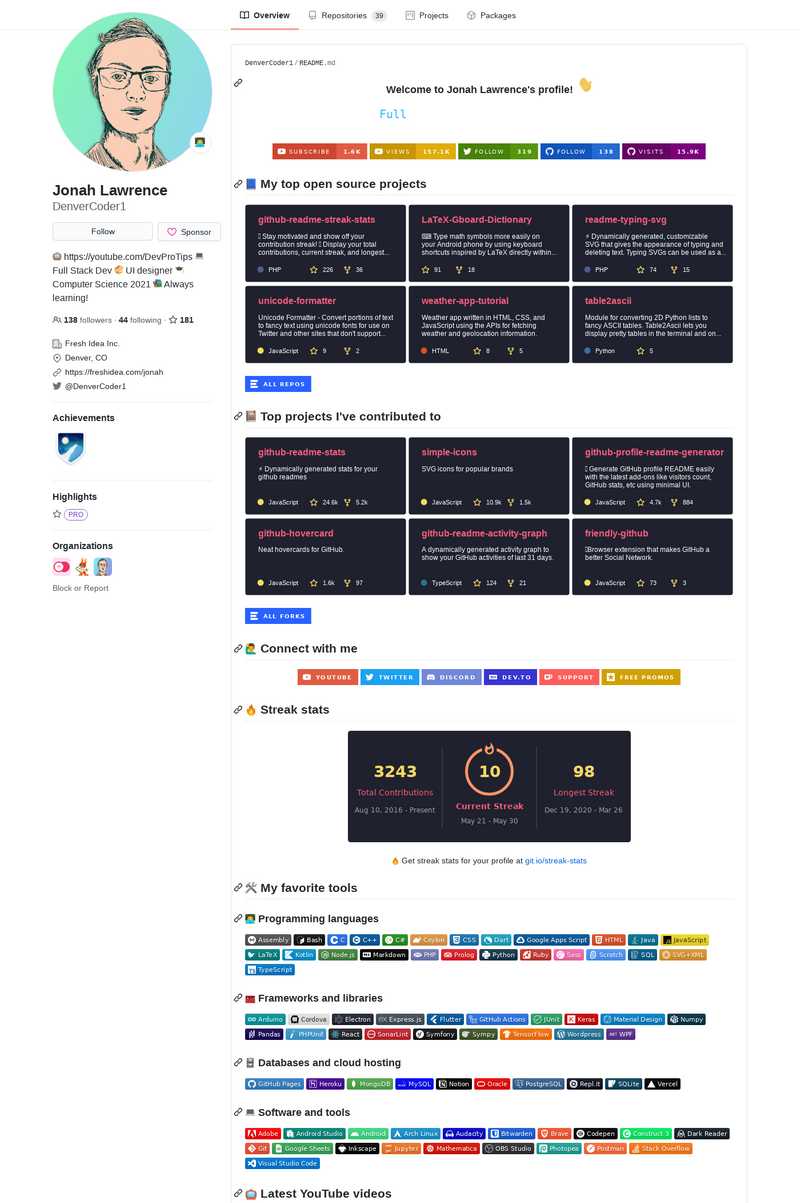 Overview
Repositories 39
Projects
Packages
Jonah Lawrence
DenverCoder1
Follow
Sponsor
https://youtube.com/DevProTips
Full Stack Dev UI designer
Computer Science 2021 Always
learning!
138 followers · 44 following · 181
Fresh Idea Inc.
Denver, CO
https://freshidea.com/jonah
@DenverCoder1
Achievements
Highlights
PRO
Organizations
Block or Report
DenverCoder1 / README.md
Welcome to Jonah Lawrence's profile!
Full
SUBSCRIBE 1.6K
VIEWS 157.1K
FOLLOW 319
FOLLOW 138
VISITS 15.9K
My top open source projects
github-readme-streak-stats
Stay motivated and show off your
contribution streak! Display your total
contributions, current streak, and longest...
PHP 226 36
LaTeX-Gboard-Dictionary
Type math symbols more easily on
your Android phone by using keyboard
shortcuts inspired by LaTeX directly within...
91 18
readme-typing-svg
⚡ Dynamically generated, customizable
SVG that gives the appearance of typing and
deleting text. Typing SVGs can be used as a...
PHP 74 15
unicode-formatter
Unicode Formatter - Convert portions of text
to fancy text using unicode fonts for use on
Twitter and other sites that don't support...
JavaScript 9 2
weather-app-tutorial
Weather app written in HTML, CSS, and
JavaScript using the APIs for fetching
weather and geolocation information.
HTML 8 5
table2ascii
Module for converting 2D Python lists to
fancy ASCII tables. Table2Ascii lets you
display pretty tables in the terminal and on...
Python 5
ALL REPOS
Top projects I've contributed to
github-readme-stats
⚡ Dynamically generated stats for your
github readmes
JavaScript 24.6k 5.2k
simple-icons
SVG icons for popular brands
JavaScript 10.9k 1.5k
github-profile-readme-generator
Generate GitHub profile README easily
with the latest add-ons like visitors count,
GitHub stats, etc using minimal UI.
JavaScript 4.7k 884
github-hovercard
Neat hovercards for GitHub.
JavaScript 1.6k 97
github-readme-activity-graph
A dynamically generated activity graph to
show your GitHub activities of last 31 days.
TypeScript 124 21
friendly-github
Browser extension that makes GitHub a
better Social Network.
JavaScript 73 3
ALL FORKS
Connect with me
YOUTUBE
TWITTER
DISCORD
DEV.TO
SUPPORT
FREE PROMOS
Streak stats
3243
Total Contributions
Aug 10, 2016 - Present
10
Current Streak
May 21 - May 30
98
Longest Streak
Dec 19, 2020 - Mar 26
Get streak stats for your profile at git.io/streak-stats
My favorite tools
Programming languages
Assembly Bash C C++ C# Ceylon CSS Dart Google Apps Script HTML Java JavaScript
LaTeX Kotlin Node.js Markdown PHP Prolog Python Ruby Sass Scratch SQL SVG+XML
TypeScript
Frameworks and libraries
Arduino Cordova Electron Express.js Flutter GitHub Actions JUnit Keras Material Design Numpy
Pandas PHPUnit React SonarLint Symfony Sympy TensorFlow Wordpress WPF
Databases and cloud hosting
GitHub Pages Heroku MongoDB MySQL Notion Oracle PostgreSQL Repl.it SQLite Vercel
Software and tools
Adobe Android Studio Android Arch Linux Audacity Bitwarden Brave Codepen Construct 3 Dark Reader
Git Google Sheets Inkscape Jupyter Mathematica OBS Studio Photopea Postman Stack Overflow
Visual Studio Code
Latest YouTube videos